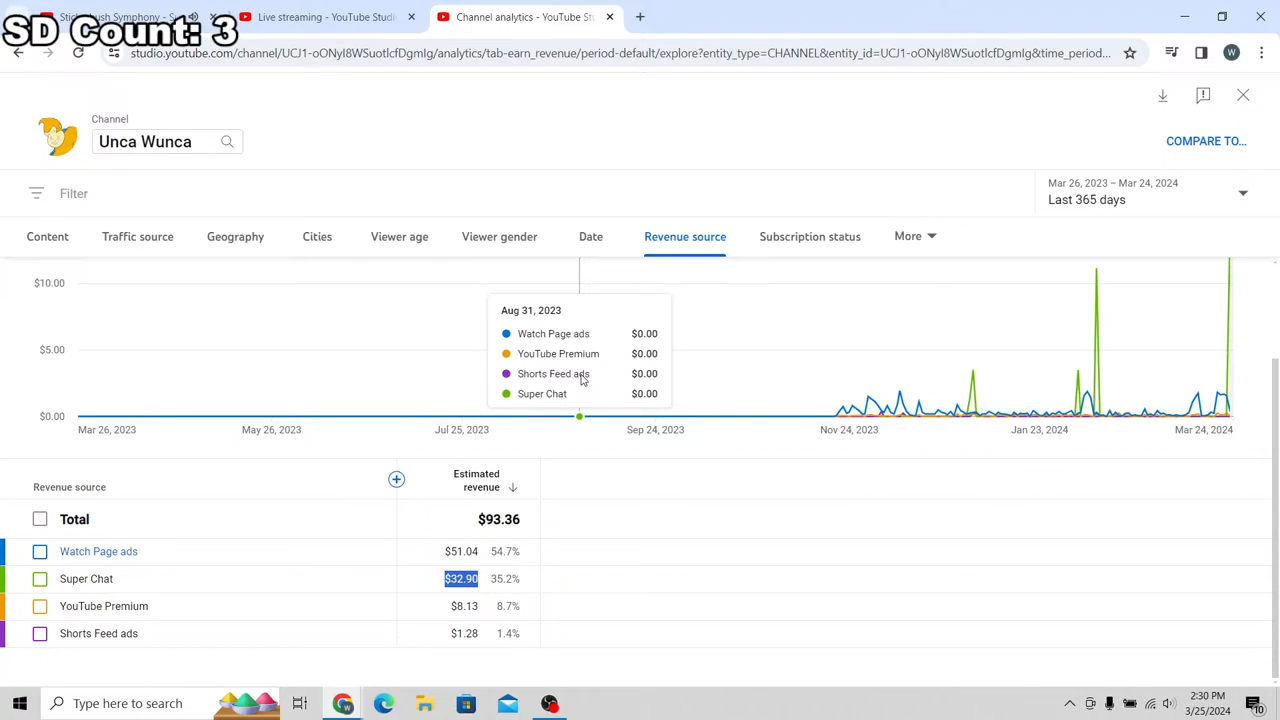 Live streaming - YouTube Studio
Channel analytics - YouTube St
SD Count: 3
studio.youtube.com/channel/UCJ1-oONyI8WSuotlcfDgmIg/analytics/tab-earn_revenue/period-default/explore?entity_type=CHANNEL&entity_id=UCJ1-oONyI8WSuotlcfDgmIg&time_period...
W
Channel
Unca Wunca
COMPARE TO...
Filter
Mar 26, 2023 – Mar 24, 2024
Last 365 days
Content
Traffic source
Geography
Cities
Viewer age
Viewer gender
Date
Revenue source
Subscription status
More
$10.00
$5.00
$0.00
Aug 31, 2023
Watch Page ads $0.00
YouTube Premium $0.00
Shorts Feed ads $0.00
Super Chat $0.00
Mar 26, 2023
May 26, 2023
Jul 25, 2023
Sep 24, 2023
Nov 24, 2023
Jan 23, 2024
Mar 24, 2024
Revenue source
Estimated
revenue
Total $93.36
Watch Page ads $51.04 54.7%
Super Chat $32.90 35.2%
YouTube Premium $8.13 8.7%
Shorts Feed ads $1.28 1.4%
Type here to search
2:30 PM
3/25/2024
10